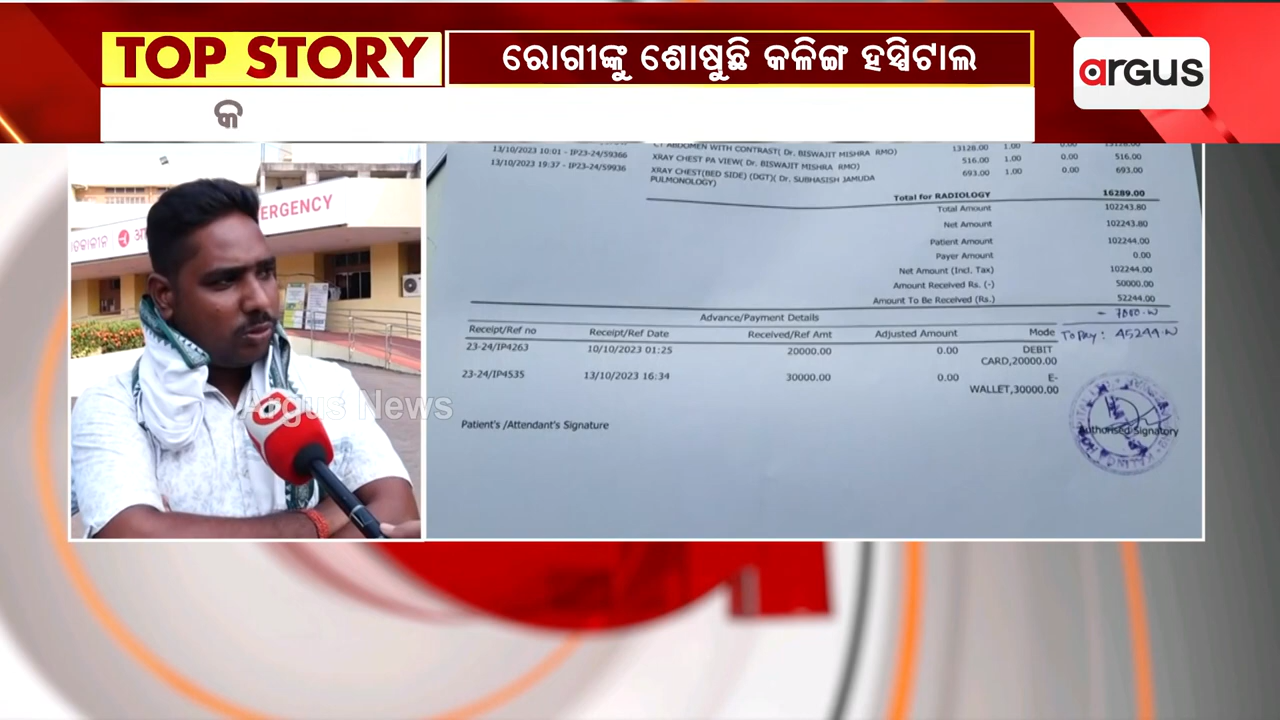 TOP STORY
ରୋଗୀଙ୍କୁ ଶୋଷୁଛି କଳିଙ୍ଗ ହସ୍ପିଟାଲ
argus
କ
EMERGENCY
Argus News
13/10/2023 10:01 - IP23-24/59366 CT ABDOMEN WITH CONTRAST( Dr. BISWAJIT MISHRA RMO) 13128.00 1.00 0.00 13128.00
XRAY CHEST PA VIEW( Dr. BISWAJIT MISHRA RMO) 516.00 1.00 0.00 516.00
13/10/2023 19:37 - IP23-24/59936 XRAY CHEST(BED SIDE) (DGT)( Dr. SUBHASISH JAMUDA PULMONOLOGY) 693.00 1.00 0.00 693.00
Total for RADIOLOGY 16289.00
Total Amount 102243.80
Net Amount 102243.80
Patient Amount 102244.00
Payer Amount 0.00
Net Amount (Incl. Tax) 102244.00
Amount Received Rs. (-) 50000.00
Amount To Be Received (Rs.) 52244.00
Advance/Payment Details
Receipt/Ref no Receipt/Ref Date Received/Ref Amt Adjusted Amount Mode
To Pay: 45244
23-24/IP4263 10/10/2023 01:25 20000.00 0.00 DEBIT CARD,20000.00
23-24/IP4535 13/10/2023 16:34 30000.00 0.00 E-WALLET,30000.00
Patient's /Attendant's Signature
Authorised Signatory